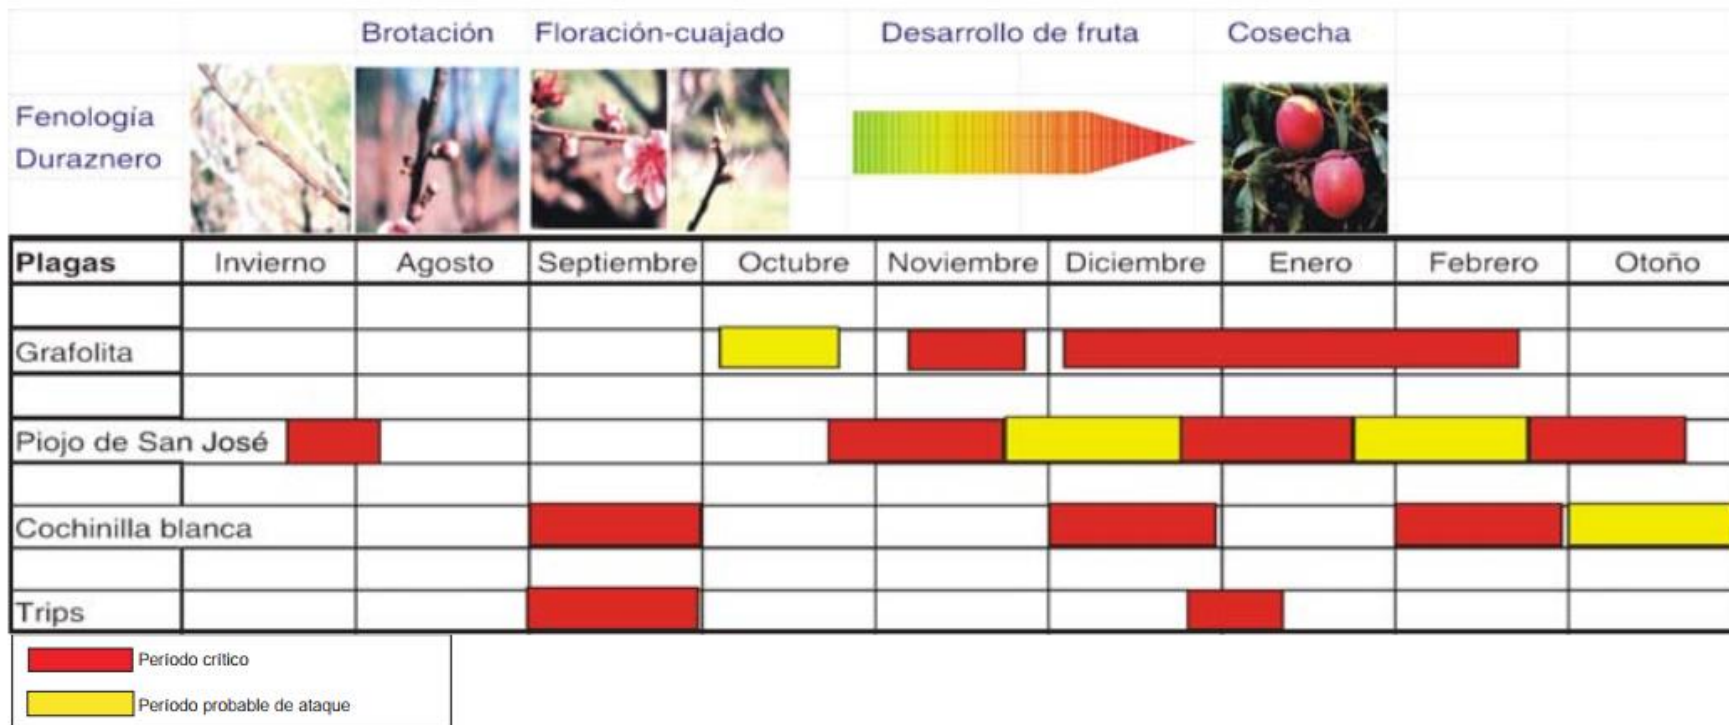 Brotación Floración-cuajado Desarrollo de fruta Cosecha
Fenología
Duraznero
Plagas Invierno Agosto Septiembre Octubre Noviembre Diciembre Enero Febrero Otoño
Grafolita
Piojo de San José
Cochinilla blanca
Trips
Período crítico
Período probable de ataque